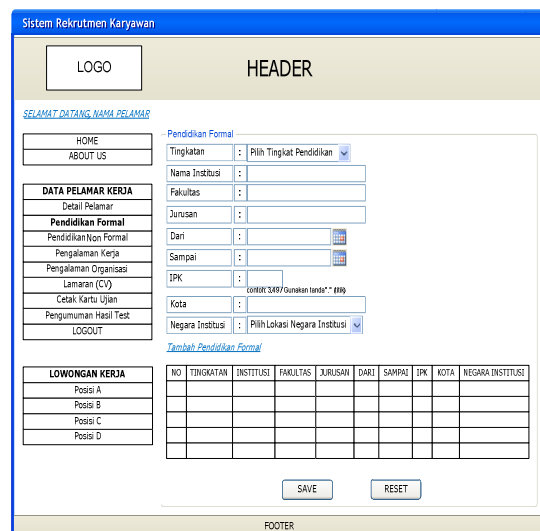 Sistem Rekrutmen Karyawan
LOGO
HEADER
SELAMAT DATANG, NAMA PELAMAR
HOME
ABOUT US
DATA PELAMAR KERJA
Detail Pelamar
Pendidikan Formal
Pendidikan Non Formal
Pengalaman Kerja
Pengalaman Organisasi
Lamaran (CV)
Cetak Kartu Ujian
Pengumuman Hasil Test
LOGOUT
LOWONGAN KERJA
Posisi A
Posisi B
Posisi C
Posisi D
Pendidikan Formal
Tingkatan : Pilih Tingkat Pendidikan
Nama Institusi :
Fakultas :
Jurusan :
Dari :
Sampai :
IPK :
contoh: 3.49 / Gunakan tanda "." (titik)
Kota :
Negara Institusi : Pilih Lokasi Negara Institusi
Tambah Pendidikan Formal
NO TINGKATAN INSTITUSI FAKULTAS JURUSAN DARI SAMPAI IPK KOTA NEGARA INSTITUSI
SAVE RESET
FOOTER